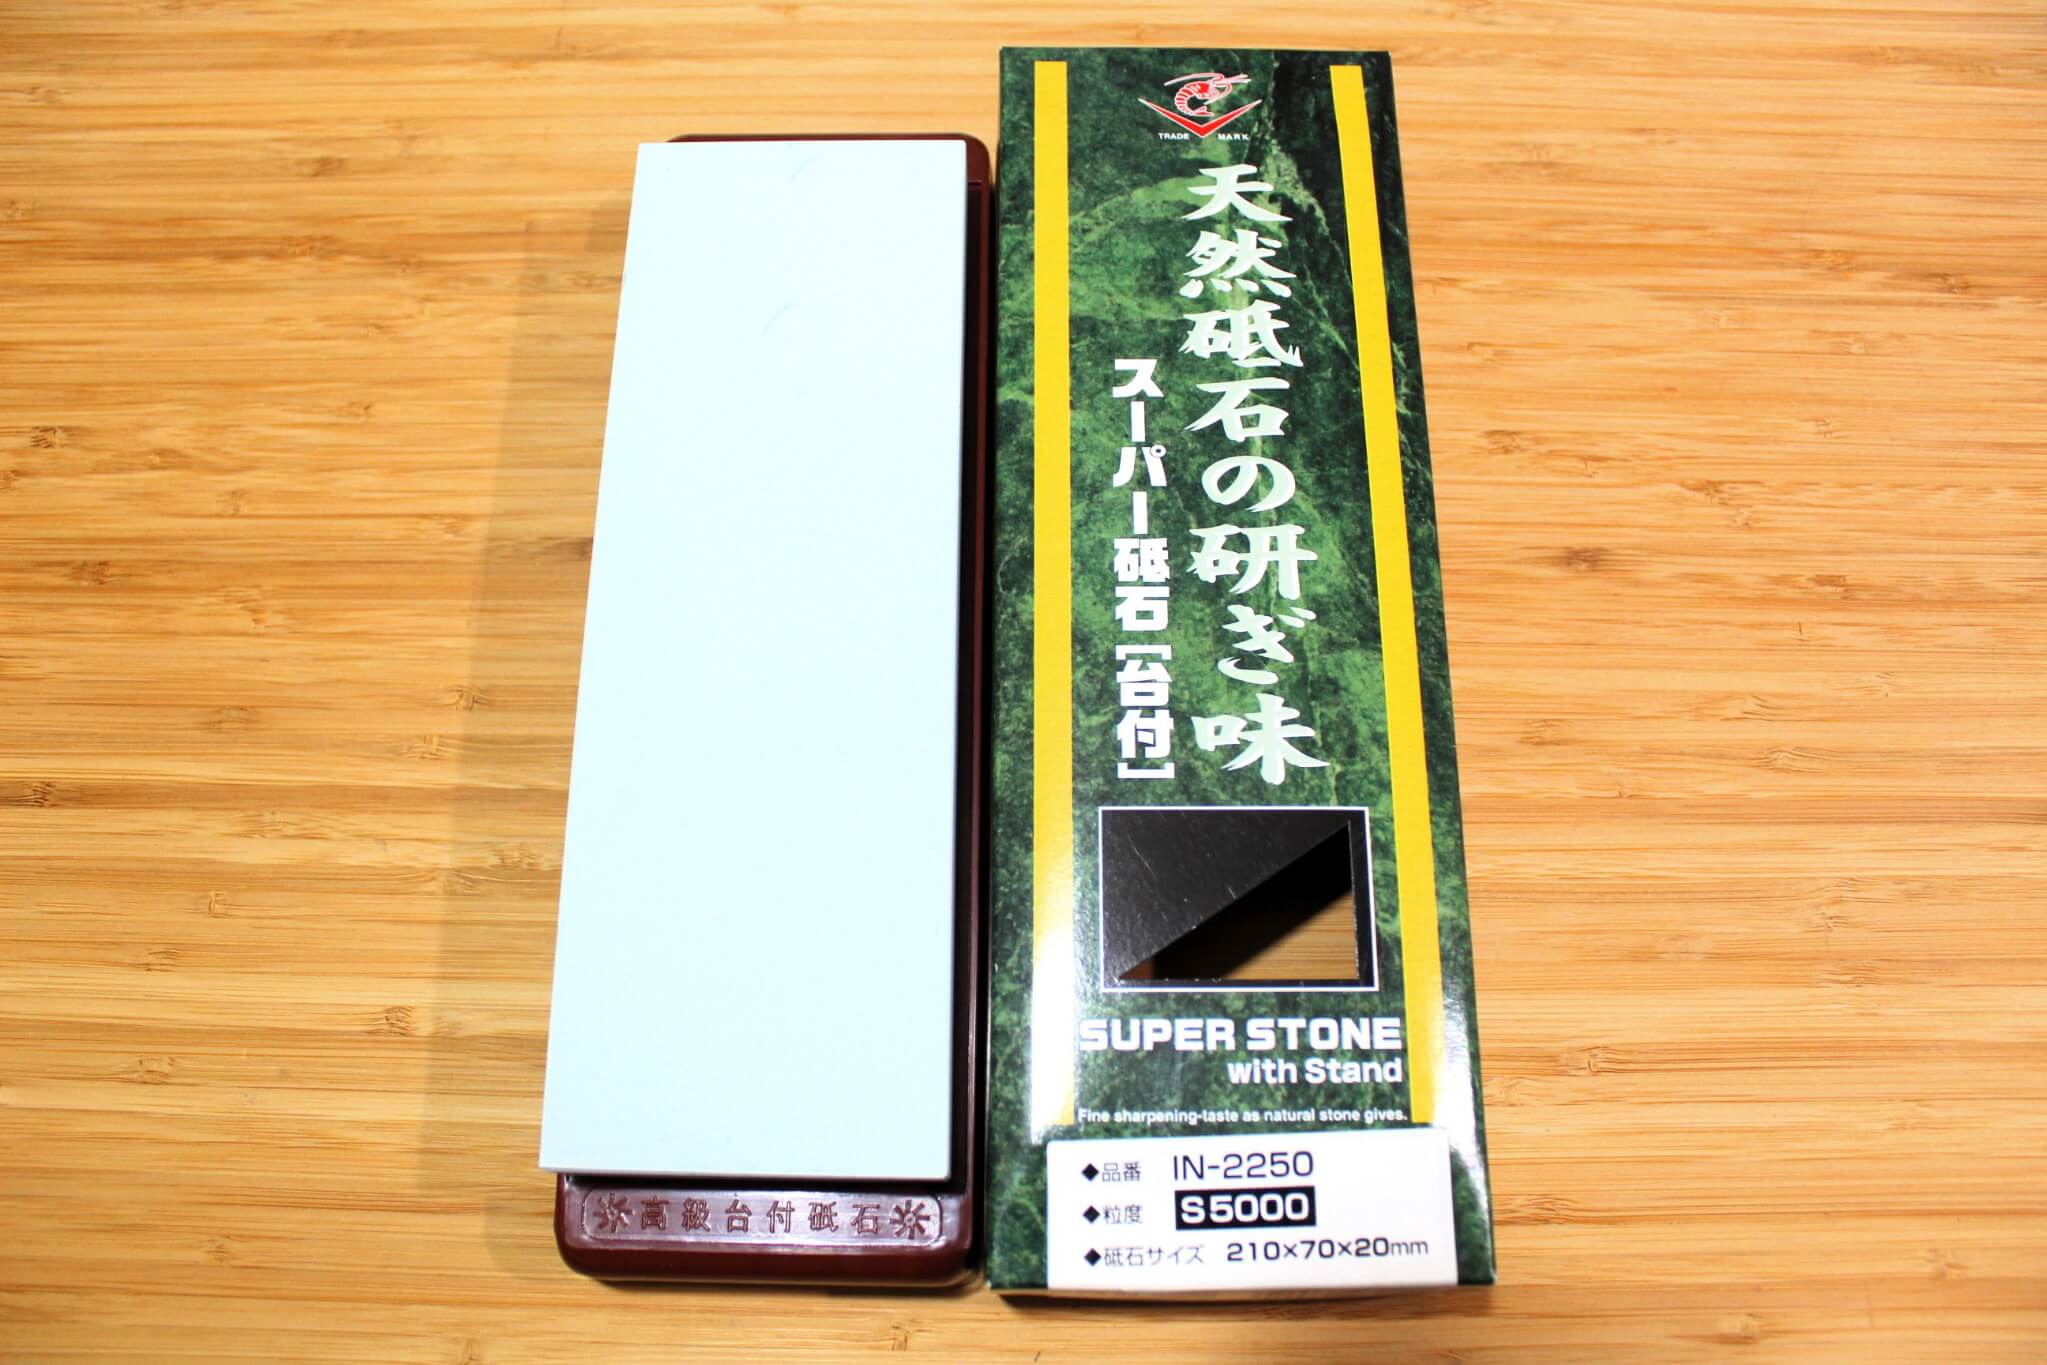 TRADE MARK
天然砥石の研ぎ味
スーパー砥石[台付]
SUPER STONE
with Stand
Fine sharpening-taste as natural stone gives.
◆品番 IN-2250
◆粒度 S5000
◆砥石サイズ 210×70×20mm
高級台付砥石